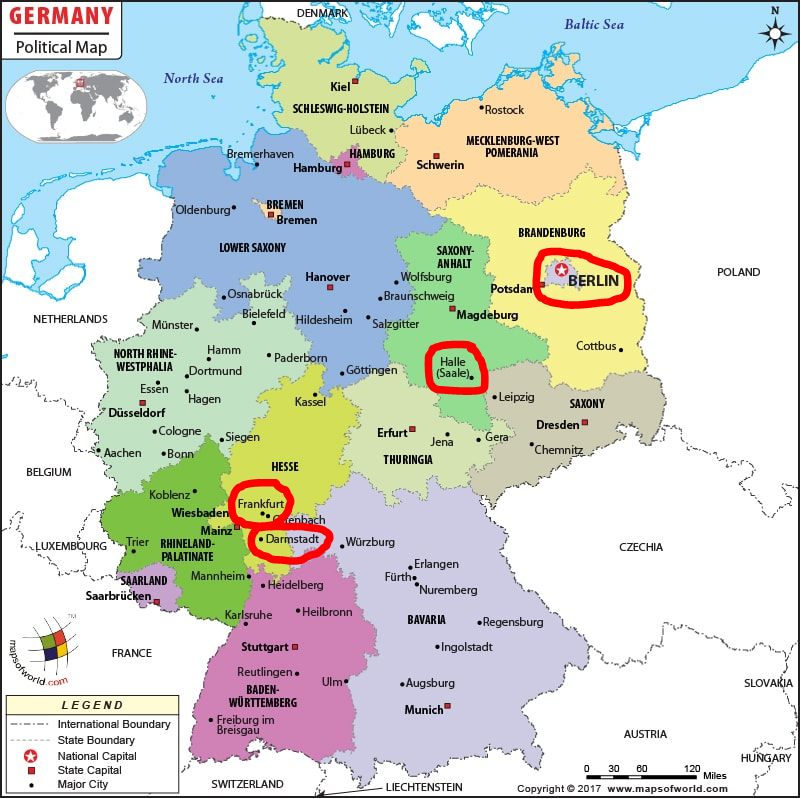 GERMANY
Political Map
DENMARK
Baltic Sea
N
North Sea
Kiel
SCHLESWIG-HOLSTEIN
Rostock
Lübeck
MECKLENBURG-WEST
POMERANIA
HAMBURG
Hamburg
Schwerin
Bremerhaven
Oldenburg
BREMEN
Bremen
LOWER SAXONY
BRANDENBURG
SAXONY-
ANHALT
POLAND
Hanover
Wolfsburg
Potsdam
BERLIN
Osnabrück
Braunschweig
NETHERLANDS
Bielefeld
Hildesheim
Salzgitter
Magdeburg
Münster
Cottbus
NORTH RHINE-
WESTPHALIA
Hamm
Paderborn
Dortmund
Göttingen
Halle
(Saale)
Essen
Hagen
Kassel
Leipzig
SAXONY
Düsseldorf
Dresden
Cologne
Siegen
Erfurt
Jena
Gera
Aachen
Bonn
Chemnitz
THURINGIA
HESSE
BELGIUM
Koblenz
Frankfurt
Wiesbaden
Mainz
Darmstadt
LUXEMBOURG
Trier
RHINELAND-
PALATINATE
Würzburg
CZECHIA
Erlangen
Fürth
Nuremberg
SAARLAND
Saarbrücken
Mannheim
Heidelberg
Heilbronn
Karlsruhe
BAVARIA
Regensburg
TM
mapsofworld.com
FRANCE
Stuttgart
Ingolstadt
Reutlingen
Ulm
Augsburg
SLOVAKIA
BADEN-
WÜRTTEMBERG
Munich
Freiburg im
Breisgau
AUSTRIA
HUNGARY
LEGEND
International Boundary
State Boundary
National Capital
State Capital
Major City
SWITZERLAND
LIECHTENSTEIN
0 30 60 120
Miles
Copyright © 2017 www.mapsofworld.com